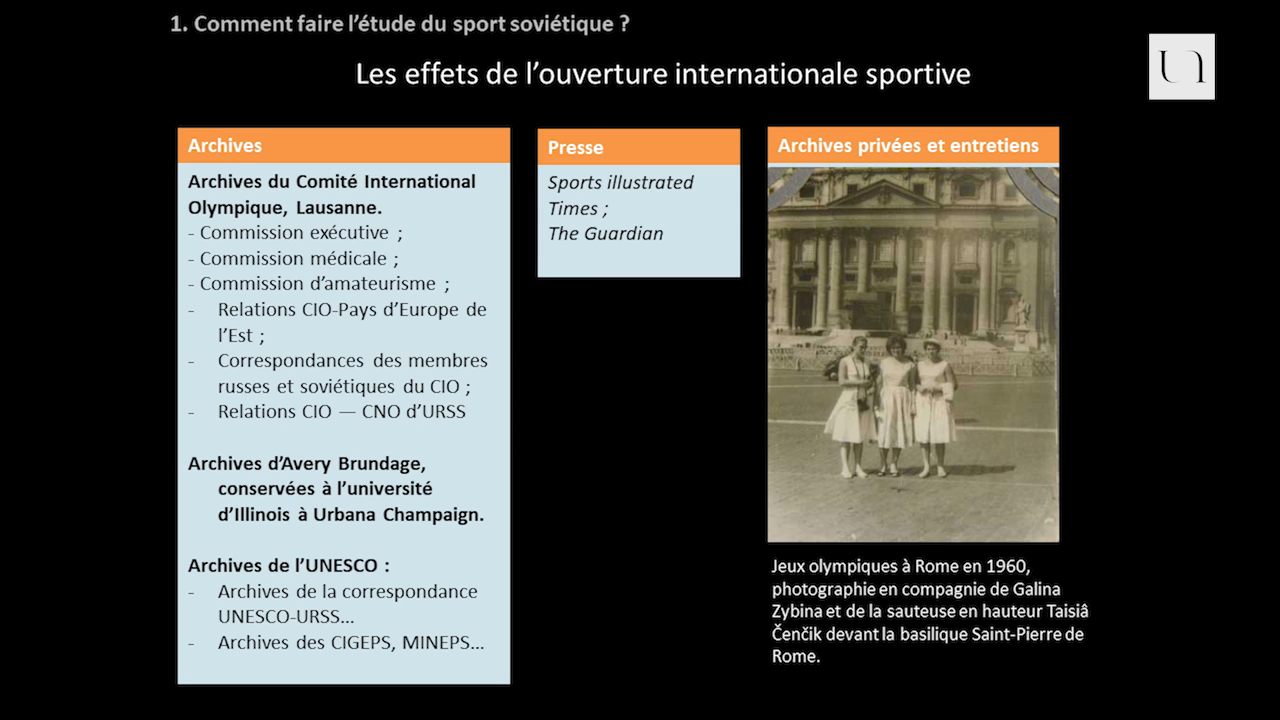 1. Comment faire l'étude du sport soviétique ?
Les effets de l'ouverture internationale sportive
Archives
Archives du Comité International
Olympique, Lausanne.
- Commission exécutive ;
- Commission médicale ;
- Commission d'amateurisme ;
- Relations CIO-Pays d'Europe de
l'Est ;
- Correspondances des membres
russes et soviétiques du CIO ;
- Relations CIO — CNO d'URSS
Archives d'Avery Brundage,
conservées à l'université
d'Illinois à Urbana Champaign.
Archives de l'UNESCO :
- Archives de la correspondance
UNESCO-URSS...
- Archives des CIGEPS, MINEPS...
Presse
Sports illustrated
Times ;
The Guardian
Archives privées et entretiens
Jeux olympiques à Rome en 1960,
photographie en compagnie de Galina
Zybina et de la sauteuse en hauteur Taisiâ
Čenčik devant la basilique Saint-Pierre de
Rome.